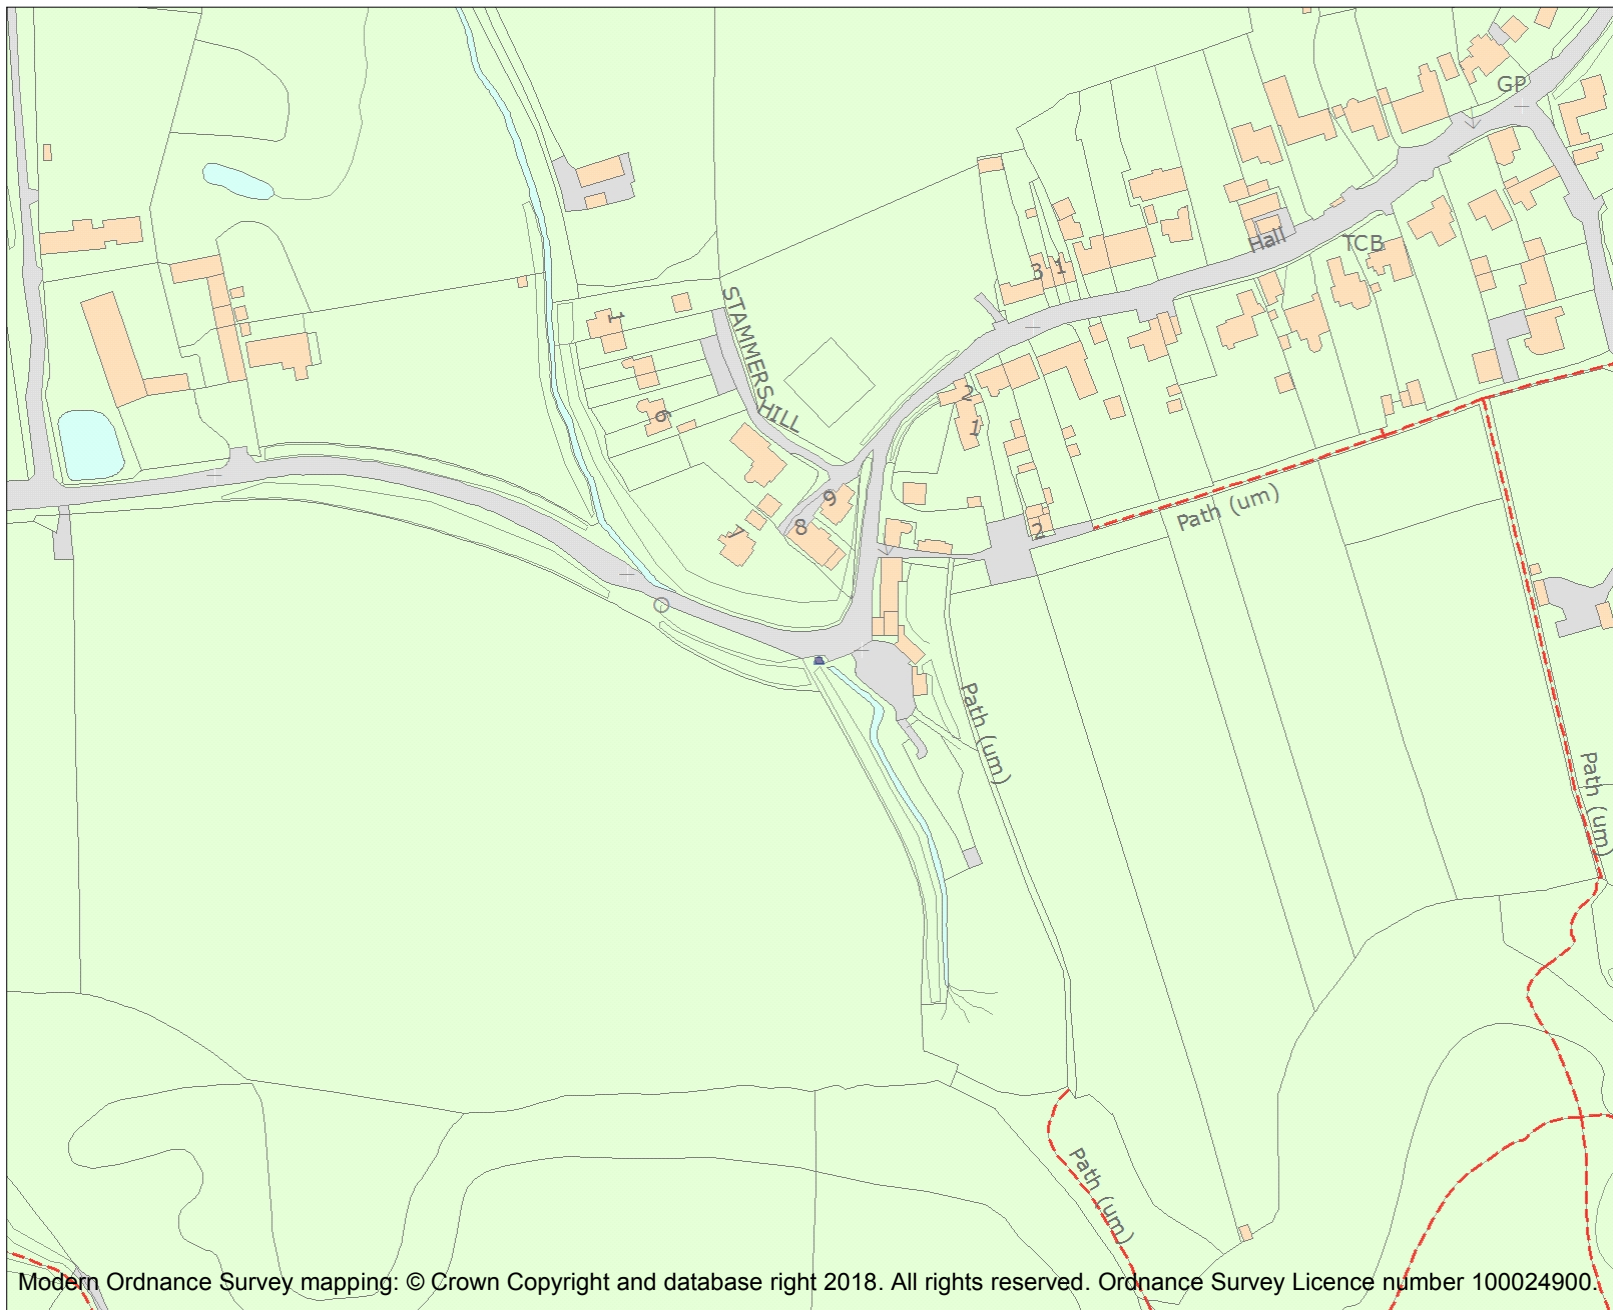 GP
Hall
TCB
3
1
1
STAMMERS
HILL
6
2
1
9
8
7
2
Path (um)
Path (um)
Path (um)
Path (um)
Modern Ordnance Survey mapping: © Crown Copyright and database right 2018. All rights reserved. Ordnance Survey Licence number 100024900.